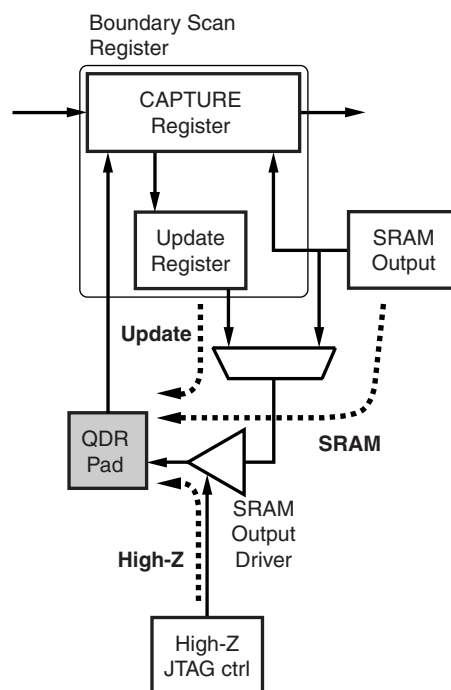 Boundary Scan
Register
CAPTURE
Register
Update
Register
SRAM
Output
Update
SRAM
QDR
Pad
SRAM
Output
Driver
High-Z
High-Z
JTAG ctrl